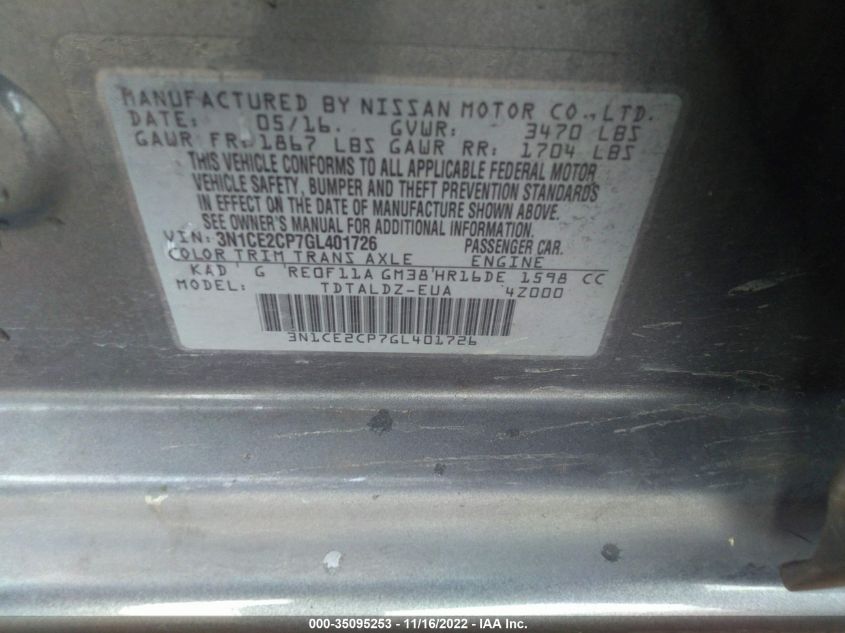 MANUFACTURED BY NISSAN MOTOR CO., LTD.
DATE: 05/16. GVWR: 3470 LBS
GAWR FR: 1867 LBS GAWR RR: 1704 LBS
THIS VEHICLE CONFORMS TO ALL APPLICABLE FEDERAL MOTOR
VEHICLE SAFETY, BUMPER AND THEFT PREVENTION STANDARDS
IN EFFECT ON THE DATE OF MANUFACTURE SHOWN ABOVE.
SEE OWNER'S MANUAL FOR ADDITIONAL INFORMATION.
VIN: 3N1CE2CP7GL401726 PASSENGER CAR.
COLOR TRIM TRANS AXLE ENGINE
KAD G RE0F11A GM38 HR16DE 1598 CC
MODEL: TDTALDZ-EUA 4Z000
3N1CE2CP7GL401726
000-35095253 - 11/16/2022 - IAA Inc.